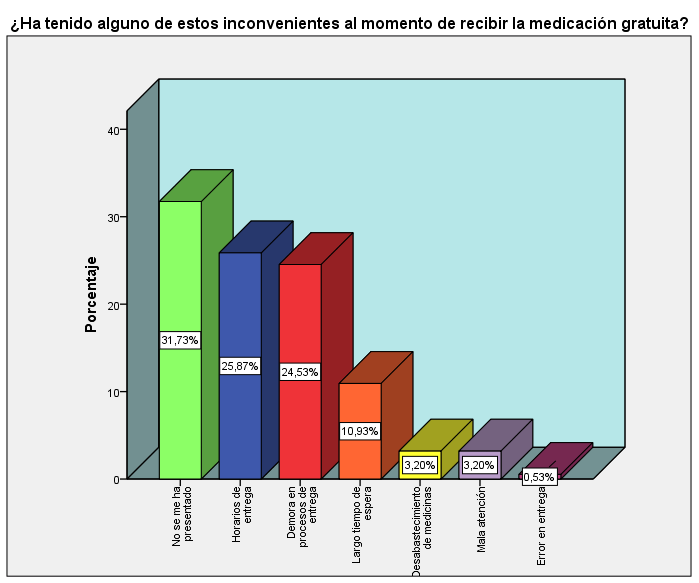 ¿Ha tenido alguno de estos inconvenientes al momento de recibir la medicación gratuita?
Porcentaje
40
30
20
10
0
31,73%
25,87%
24,53%
10,93%
3,20%
3,20%
0,53%
No se me ha
presentado
Horarios de
entrega
Demora en
procesos de
entrega
Largo tiempo de
espera
Desabastecimiento
de medicinas
Mala atención
Error en entrega